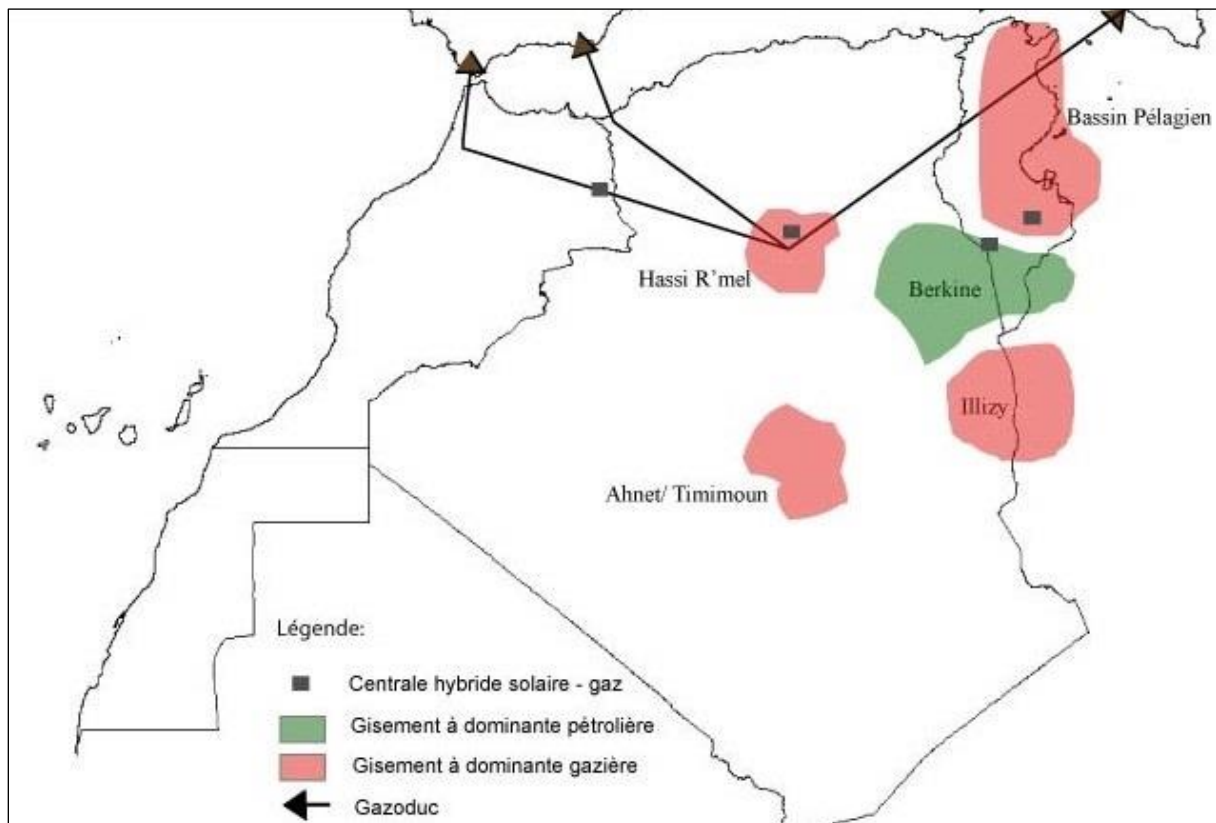 Bassin Pélagien
Hassi R'mel
Berkine
Illizy
Ahnet/ Timimoun
Légende:
Centrale hybride solaire - gaz
Gisement à dominante pétrolière
Gisement à dominante gazière
Gazoduc